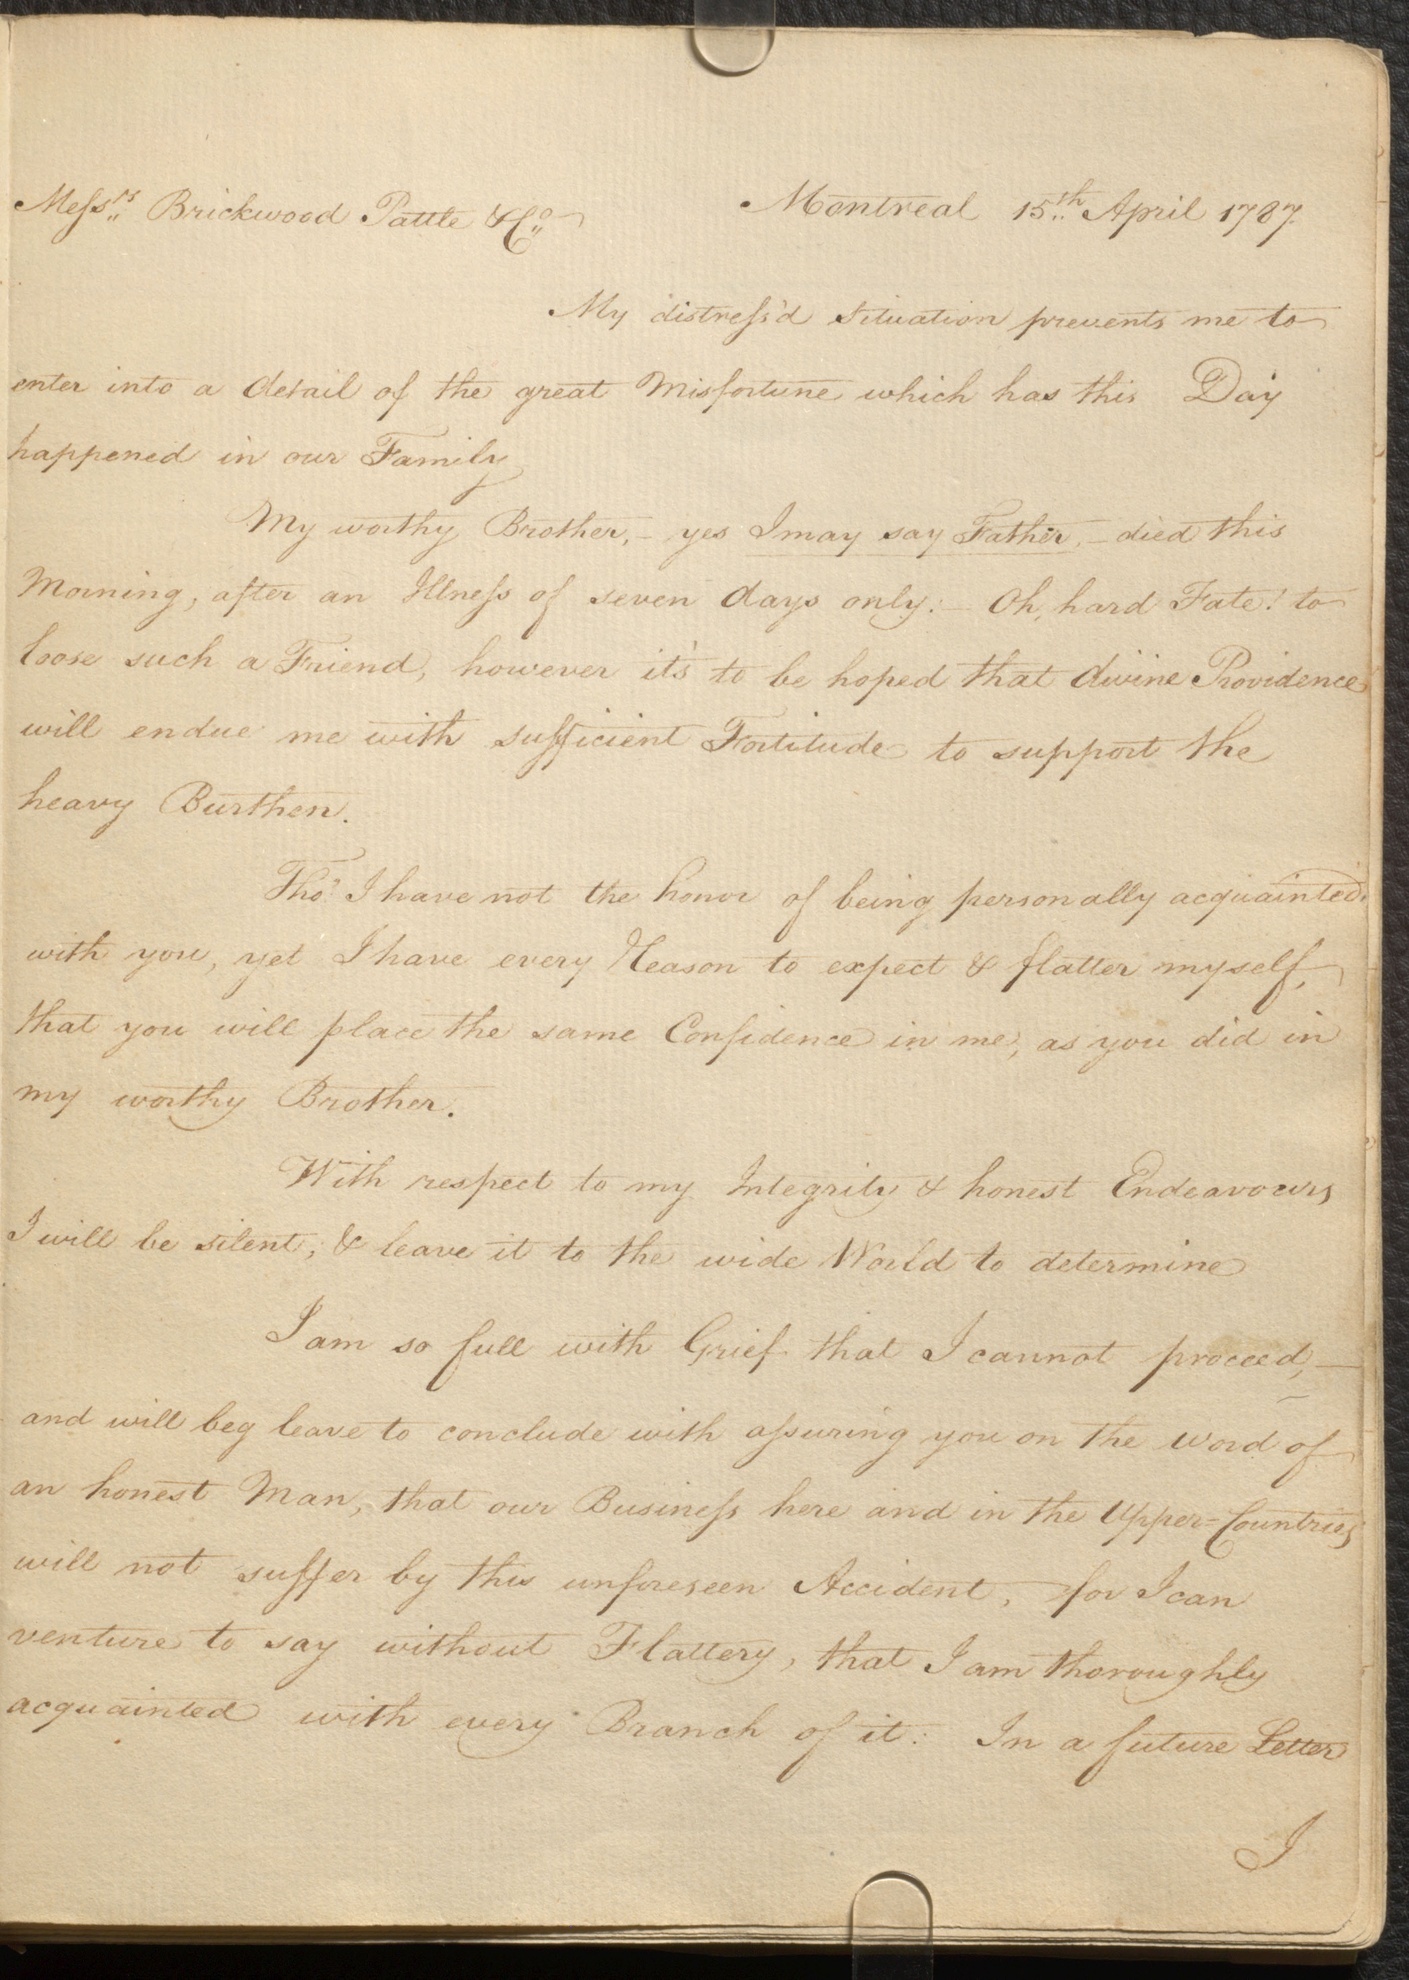 Messrs Brickwood Pattle & Co Montreal 15th April 1787.
My distress'd Situation prevents me to
enter into a detail of the great Misfortune which has this Day
happened in our Family
My worthy Brother, – yes I may say Father, – died this
Morning, after an Illness of seven days only: – Oh, hard Fate! to
loose such a Friend, however it's to be hoped that divine Providence
will endue me with sufficient Fortitude to support the
heavy Burthen.
Tho' I have not the honor of being personally acquainted
with you, yet I have every Reason to expect & flatter myself,
that you will place the same Confidence in me, as you did in
my worthy Brother.
With respect to my Integrity & honest Endeavours
I will be silent; & leave it to the wide World to determine
I am so full with Grief that I cannot proceed, –
and will beg leave to conclude with assuring you on the word of
an honest Man, that our Business here and in the Upper=Countries
will not suffer by this unforeseen Accident, for I can
venture to say without Flattery, that I am thoroughly
acquainted with every Branch of it: In a future Letter
I